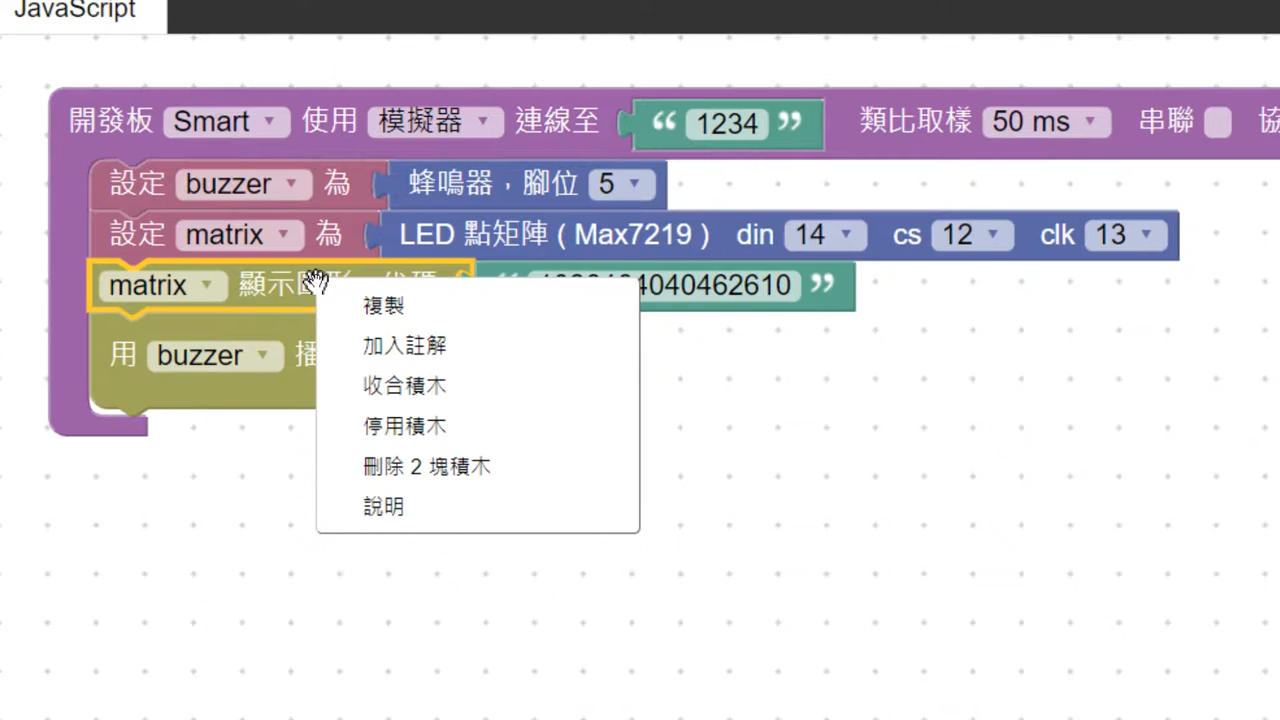 JavaScript
開發板 Smart 使用 模擬器 連線至 “ 1234 ” 類比取樣 50 ms 串聯
設定 buzzer 為 蜂鳴器，腳位 5
設定 matrix 為 LED 點矩陣 ( Max7219 ) din 14 cs 12 clk 13
matrix 顯示 4040462610 ”
複製
加入註解
用 buzzer 播
收合積木
停用積木
刪除 2 塊積木
說明